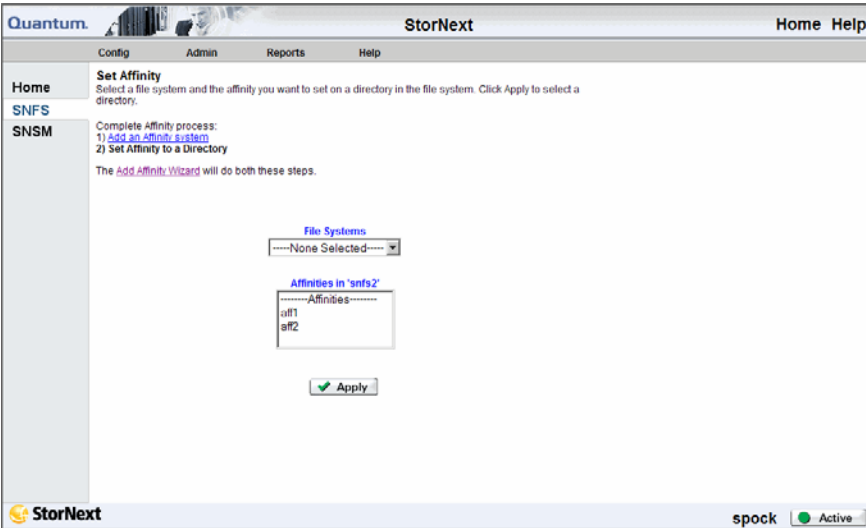 Quantum.
StorNext
Home Help
Config Admin Reports Help
Home
SNFS
SNSM
Set Affinity
Select a file system and the affinity you want to set on a directory in the file system. Click Apply to select a
directory.
Complete Affinity process:
1) Add an Affinity system
2) Set Affinity to a Directory
The Add Affinity Wizard will do both these steps.
File Systems
-----None Selected-----
Affinities in 'snfs2'
--------Affinities--------
aff1
aff2
Apply
StorNext
spock
Active